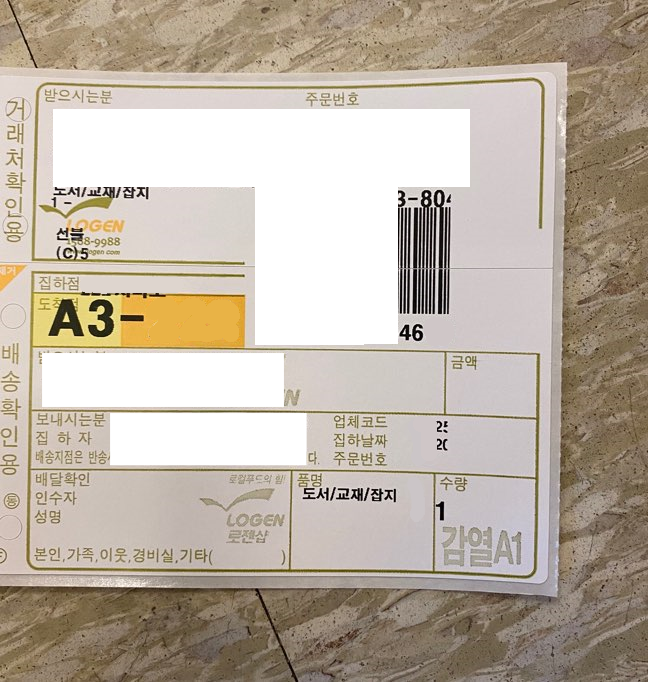 거래처확인용
받으시는분 주문번호
도서/교재/잡지
1 -
3-804
LOGEN
선불 1588-9988
(C)5
집하점
도착점
A3-
46
받으시는분 금액
배송확인용
보내시는분 업체코드 25
집 하 자 집하날짜 20
배송지점은 반송 다. 주문번호
배달확인 로컬푸드의 힘! 품명 수량
인수자 도서/교재/잡지
LOGEN 1
성명 로젠샵
감열A1
본인,가족,이웃,경비실,기타( )